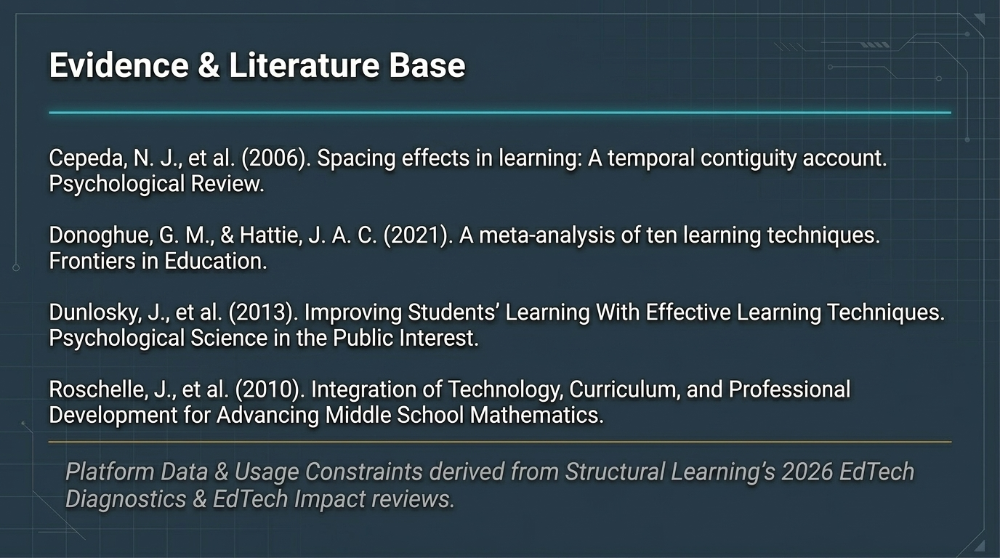 Evidence & Literature Base
Cepeda, N. J., et al. (2006). Spacing effects in learning: A temporal contiguity account.
Psychological Review.
Donoghue, G. M., & Hattie, J. A. C. (2021). A meta-analysis of ten learning techniques.
Frontiers in Education.
Dunlosky, J., et al. (2013). Improving Students’ Learning With Effective Learning Techniques.
Psychological Science in the Public Interest.
Roschelle, J., et al. (2010). Integration of Technology, Curriculum, and Professional
Development for Advancing Middle School Mathematics.
Platform Data & Usage Constraints derived from Structural Learning’s 2026 EdTech
Diagnostics & EdTech Impact reviews.